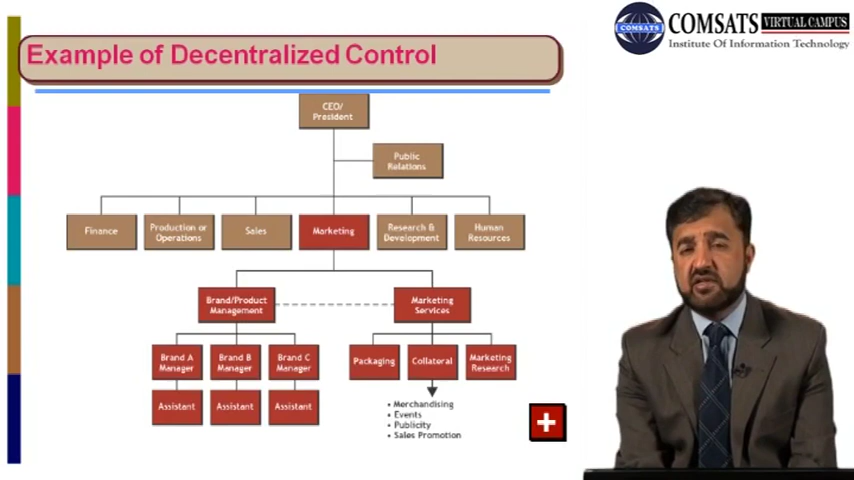 COMSATS VIRTUAL CAMPUS
Institute Of Information Technology
COMSATS
Example of Decentralized Control
CEO/
President
Public
Relations
Finance
Production or
Operations
Sales
Marketing
Research &
Development
Human
Resources
Brand/Product
Management
Marketing
Services
Brand A
Manager
Brand B
Manager
Brand C
Manager
Packaging
Collateral
Marketing
Research
Assistant
Assistant
Assistant
• Merchandising
• Events
• Publicity
• Sales Promotion